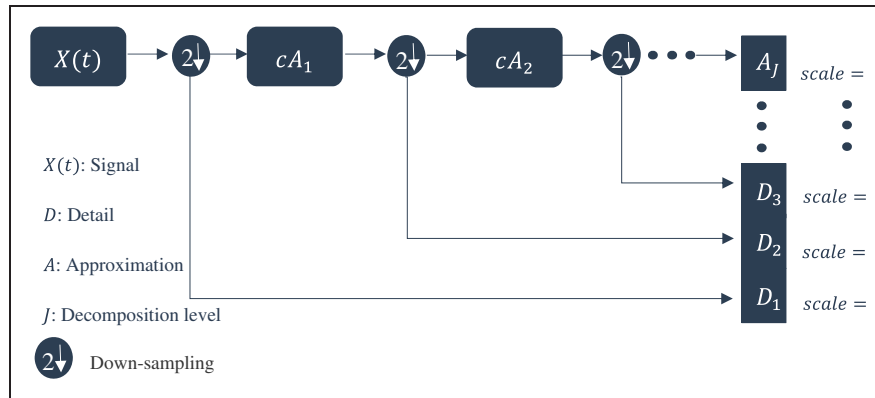 X(t) 2↓ cA₁ 2↓ cA₂ 2↓ A_J scale =
X(t): Signal
D: Detail
D₃ scale =
A: Approximation
D₂ scale =
J: Decomposition level
D₁ scale =
2↓ Down-sampling